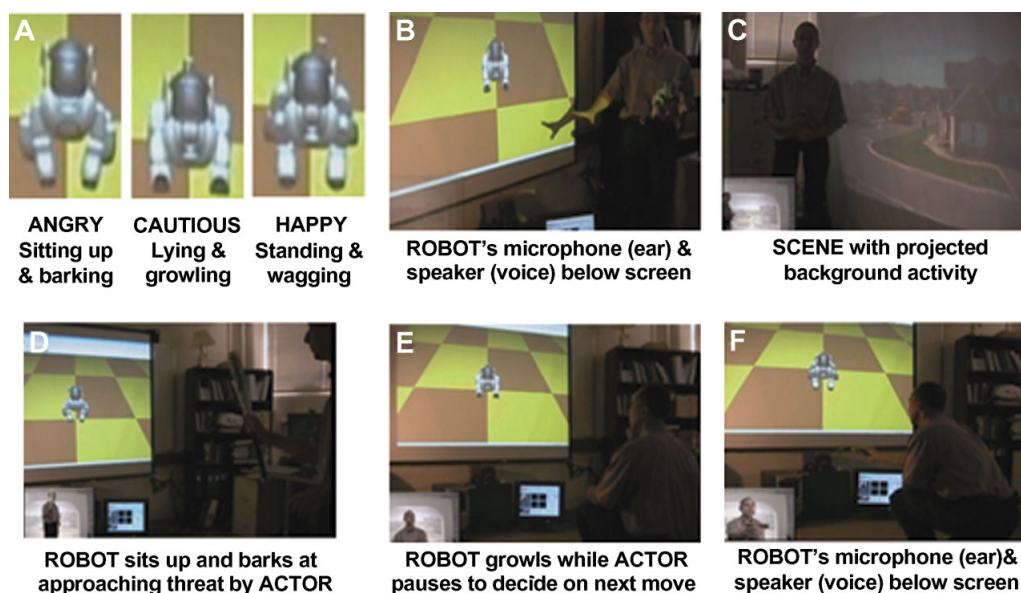 A
B
C
ANGRY
Sitting up
& barking
CAUTIOUS
Lying &
growling
HAPPY
Standing &
wagging
ROBOT's microphone (ear) &
speaker (voice) below screen
SCENE with projected
background activity
D
E
F
ROBOT sits up and barks at
approaching threat by ACTOR
ROBOT growls while ACTOR
pauses to decide on next move
ROBOT's microphone (ear)&
speaker (voice) below screen